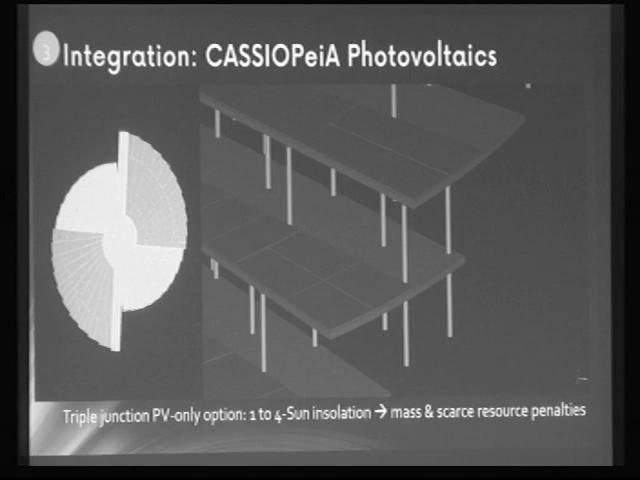 3 Integration: CASSIOPeiA Photovoltaics
Triple junction PV-only option: 1 to 4-Sun insolation → mass & scarce resource penalties